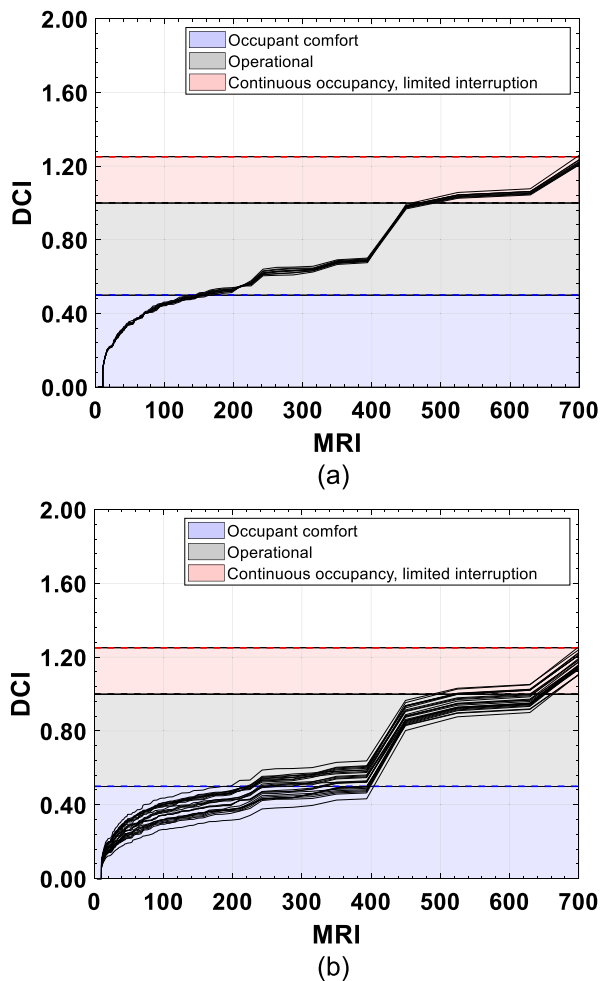 2.00
Occupant comfort
Operational
Continuous occupancy, limited interruption
1.60
1.20
DCI
0.80
0.40
0.00
0 100 200 300 400 500 600 700
MRI
(a)
2.00
Occupant comfort
Operational
Continuous occupancy, limited interruption
1.60
1.20
DCI
0.80
0.40
0.00
0 100 200 300 400 500 600 700
MRI
(b)